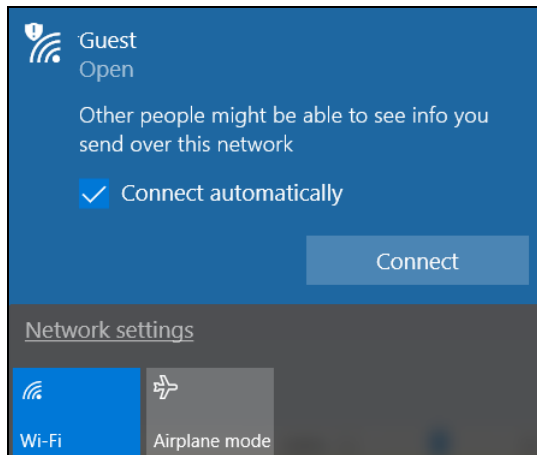 Guest
Open
Other people might be able to see info you
send over this network
Connect automatically
Connect
Network settings
Wi-Fi
Airplane mode